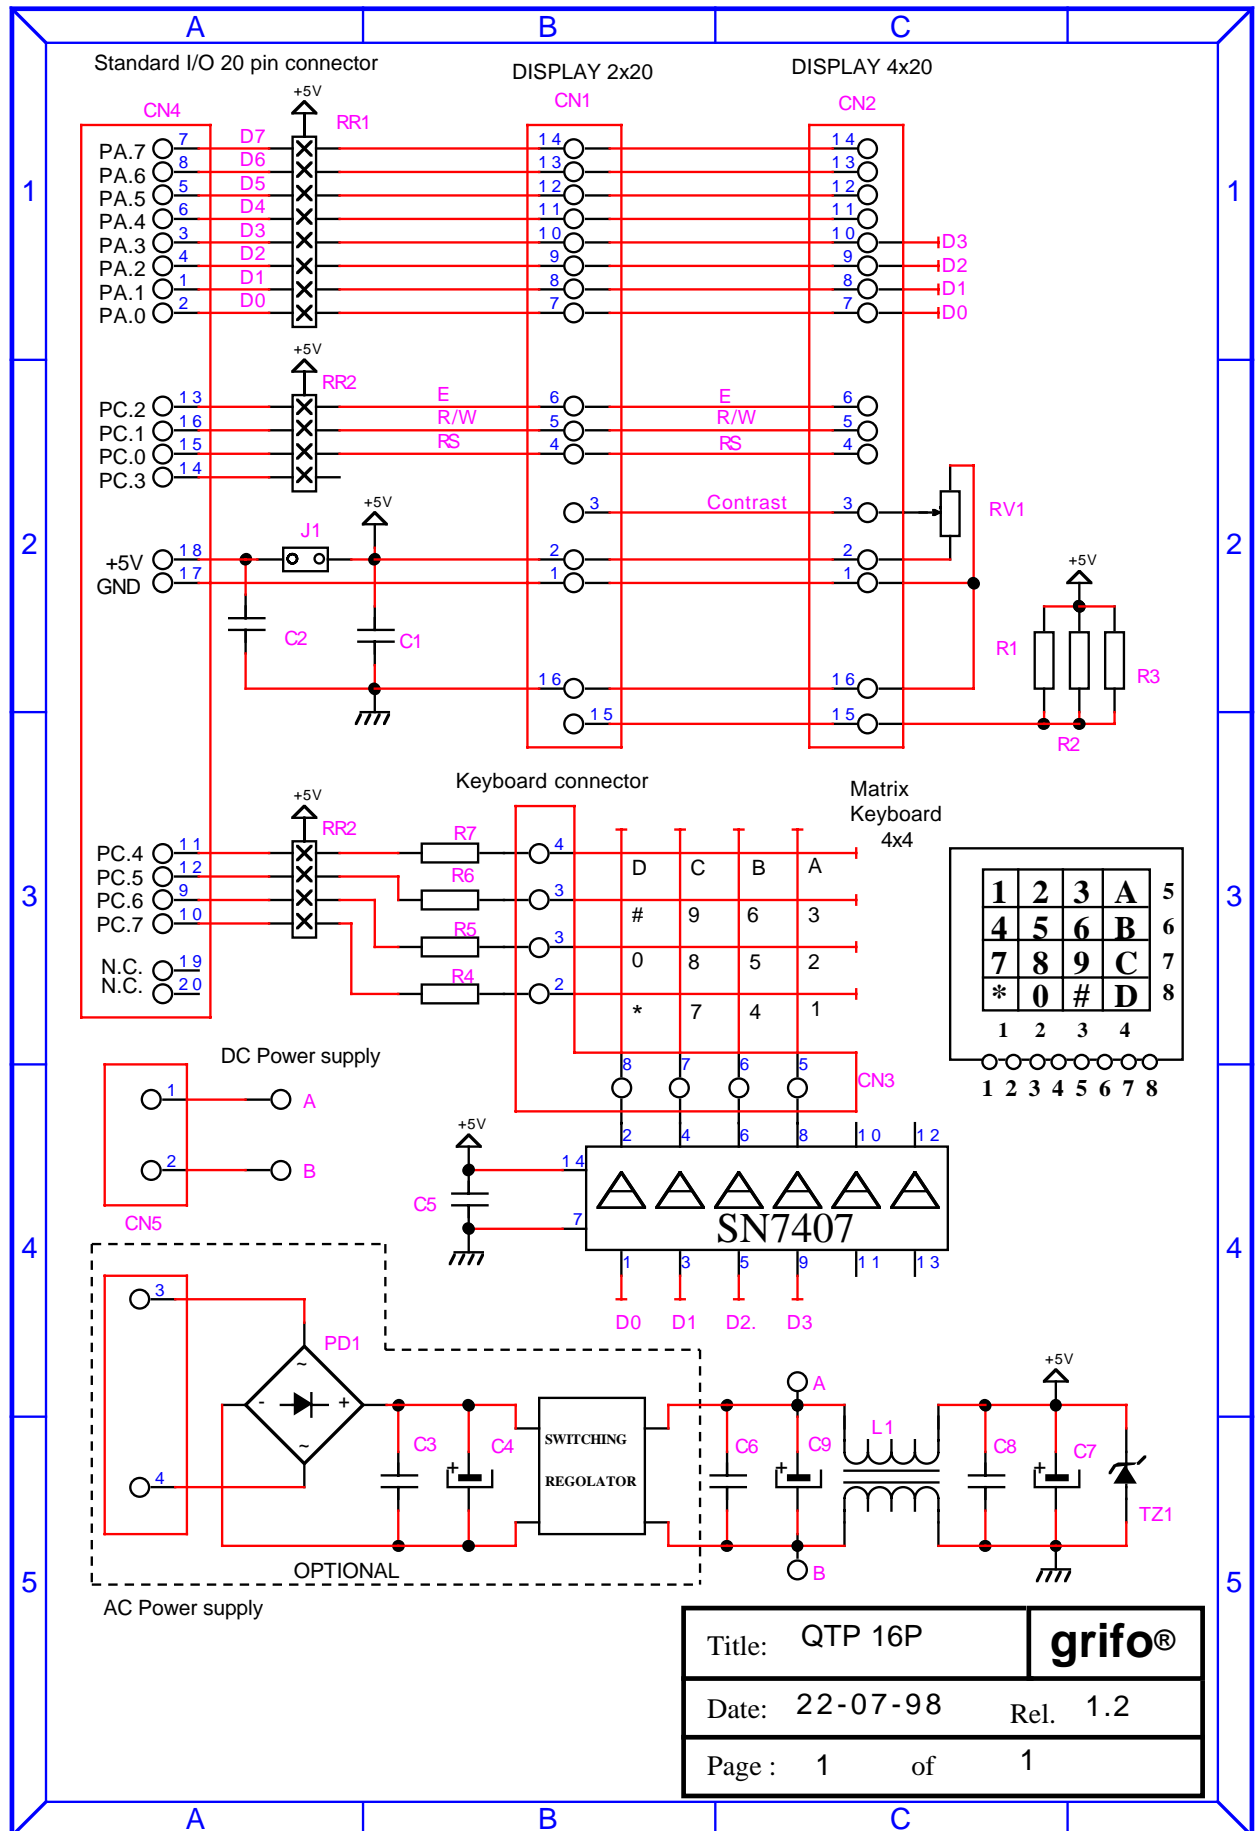 A B C
Standard I/O 20 pin connector
DISPLAY 2x20
DISPLAY 4x20
CN4 +5V RR1 CN1 CN2
PA.7 7 D7 14 14
PA.6 8 D6 13 13
PA.5 5 D5 12 12
PA.4 6 D4 11 11
PA.3 3 D3 10 10 D3
PA.2 4 D2 9 9 D2
PA.1 1 D1 8 8 D1
PA.0 2 D0 7 7 D0
1 1
+5V
RR2
PC.2 13 E 6 E 6
PC.1 16 R/W 5 R/W 5
PC.0 15 RS 4 RS 4
PC.3 14
+5V 3 Contrast 3 RV1
2 J1 2
+5V 18 2 2 +5V
GND 17 1 1
C2 C1 R1 R3
16 16
15 15
R2
Keyboard connector
Matrix
Keyboard
4x4
+5V
RR2
PC.4 11 R7 4
PC.5 12 R6 3
PC.6 9 R5 3
PC.7 10 R4 2
N.C. 19
N.C. 20
D C B A
# 9 6 3
0 8 5 2
* 7 4 1
3 3
1 2 3 A 5
4 5 6 B 6
7 8 9 C 7
* 0 # D 8
1 2 3 4
1 2 3 4 5 6 7 8
8 7 6 5 CN3
DC Power supply
1 A
2 B
CN5
+5V
C5
2 4 6 8 10 12
14
7
SN7407
1 3 5 9 11 13
D0 D1 D2. D3
4 4
3
PD1
~
- +
~
4
C3 + C4
SWITCHING
REGOLATOR
OPTIONAL
AC Power supply
A +5V
C6 + C9 L1 C8 + C7
TZ1
B
5 5
Title: QTP 16P grifo®
Date: 22-07-98 Rel. 1.2
Page : 1 of 1
A B C